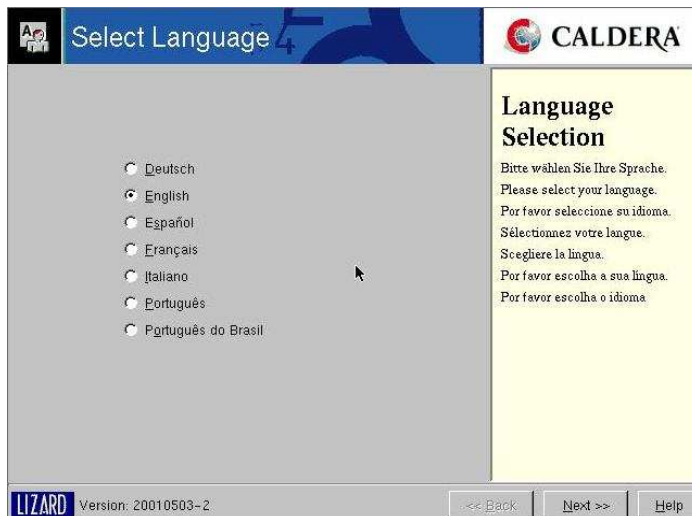 Select Language
CALDERA
Deutsch
English
Español
Français
Italiano
Português
Português do Brasil
Language
Selection
Bitte wählen Sie Ihre Sprache.
Please select your language.
Por favor seleccione su idioma.
Sélectionnez votre langue.
Scegliere la lingua.
Por favor escolha a sua língua.
Por favor escolha o idioma
LIZARD Version: 20010503-2
<< Back
Next >>
Help